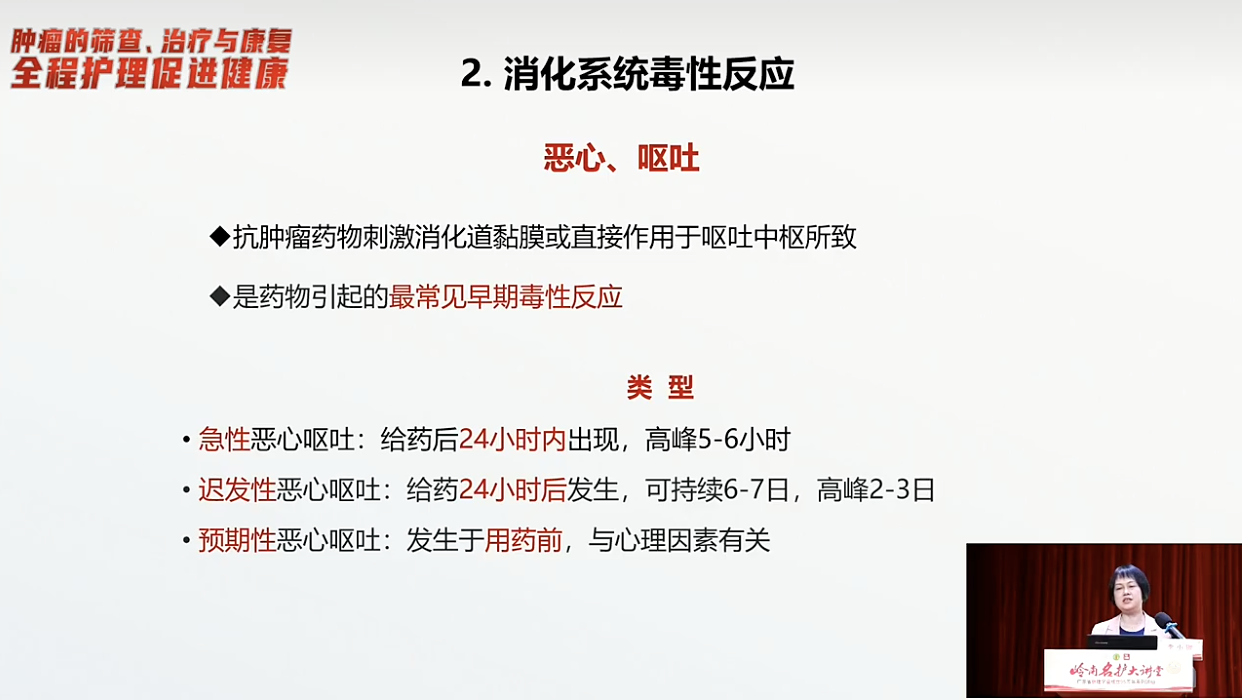 肿瘤的筛查、治疗与康复
全程护理促进健康
2. 消化系统毒性反应
恶心、呕吐
◆抗肿瘤药物刺激消化道黏膜或直接作用于呕吐中枢所致
◆是药物引起的最常见早期毒性反应
类 型
• 急性恶心呕吐：给药后24小时内出现，高峰5-6小时
• 迟发性恶心呕吐：给药24小时后发生，可持续6-7日，高峰2-3日
• 预期性恶心呕吐：发生于用药前，与心理因素有关
岭南名护大讲堂